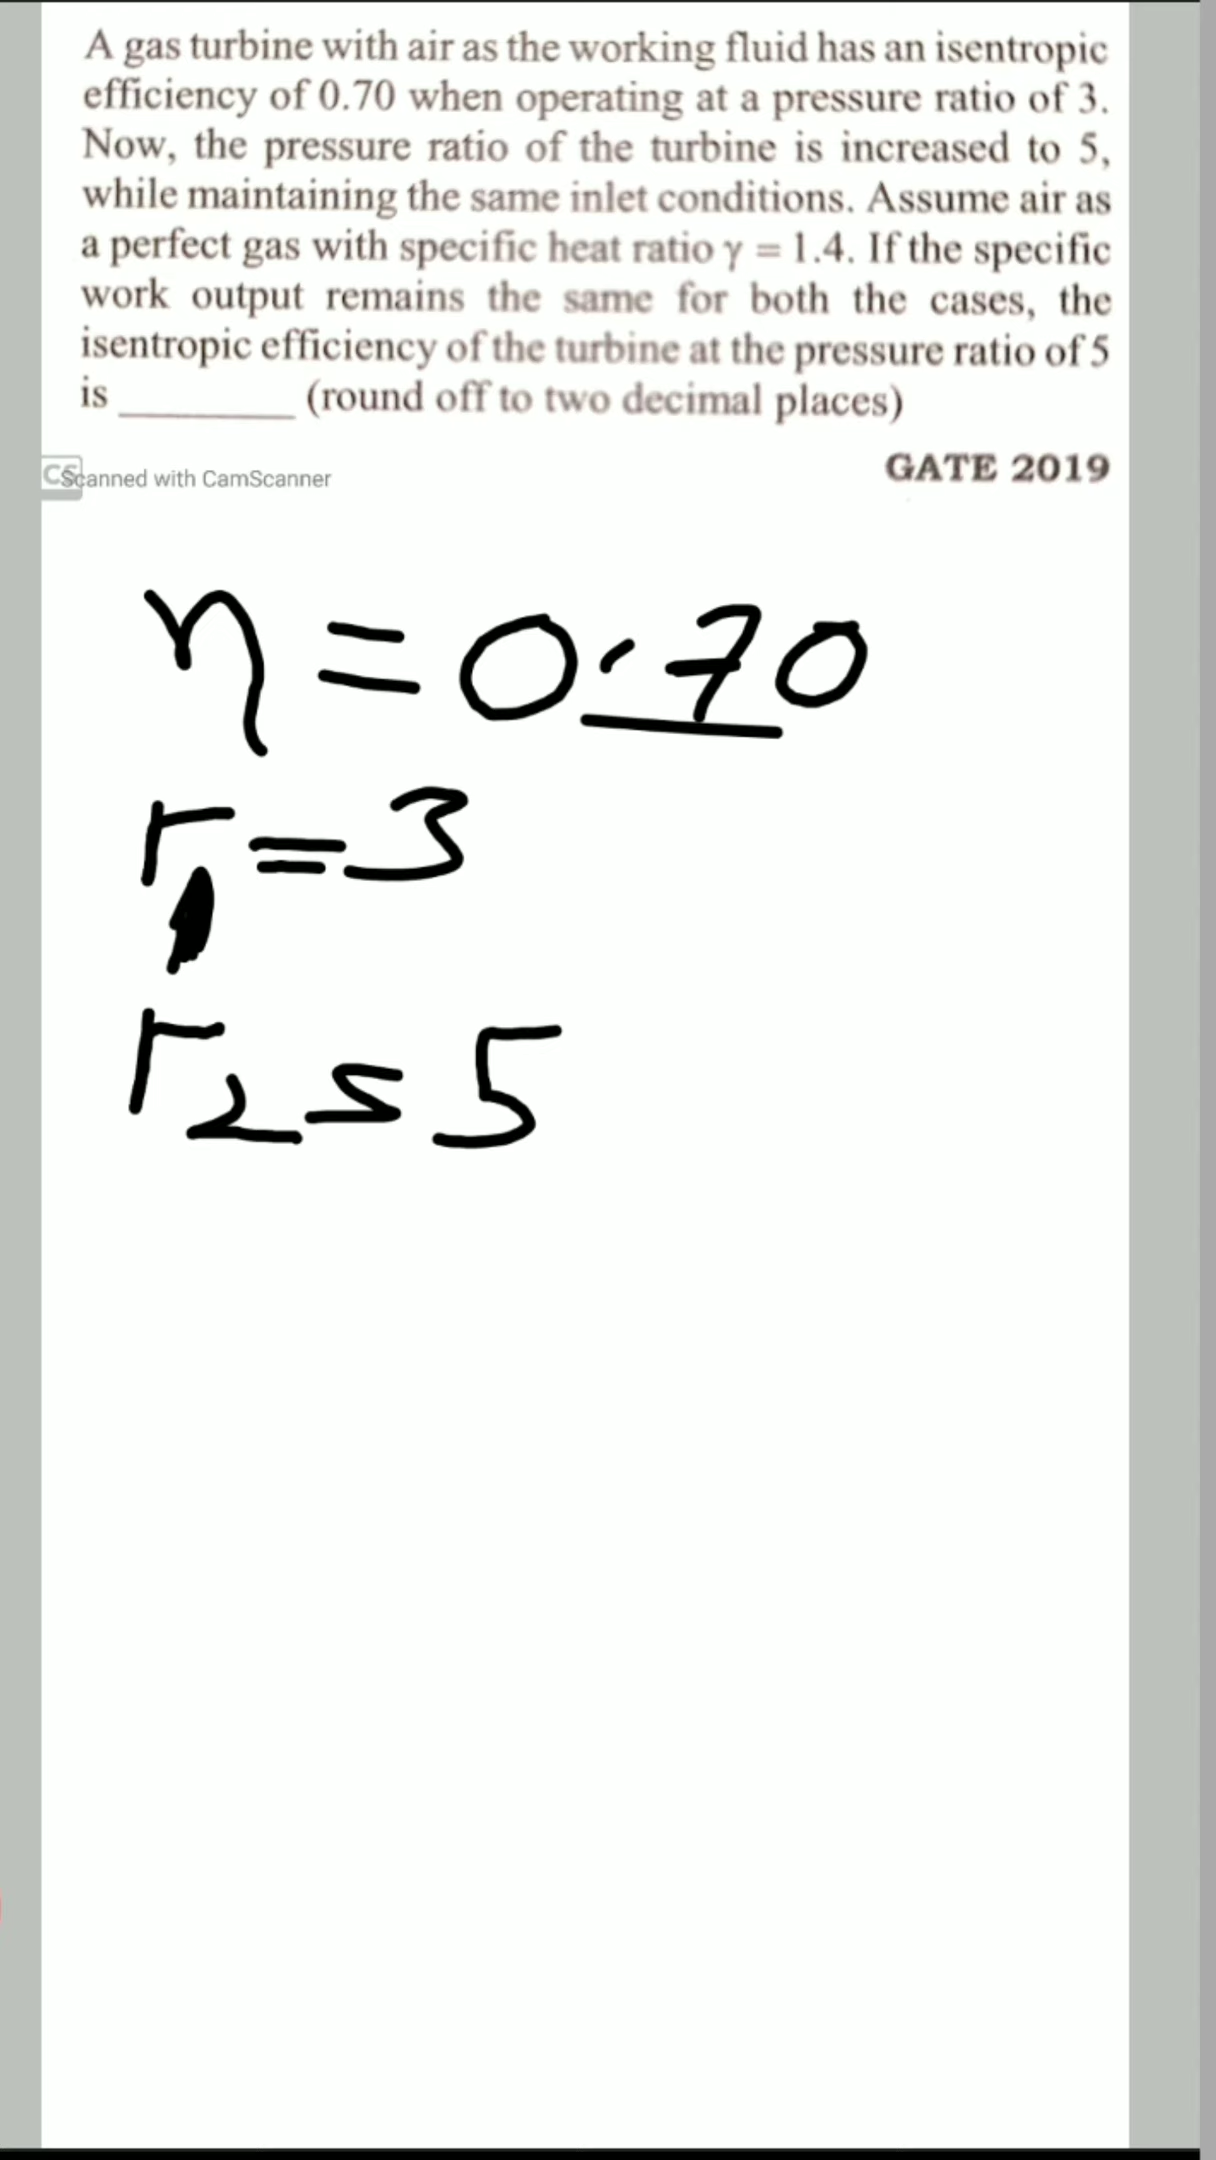 A gas turbine with air as the working fluid has an isentropic
efficiency of 0.70 when operating at a pressure ratio of 3.
Now, the pressure ratio of the turbine is increased to 5,
while maintaining the same inlet conditions. Assume air as
a perfect gas with specific heat ratio γ = 1.4. If the specific
work output remains the same for both the cases, the
isentropic efficiency of the turbine at the pressure ratio of 5
is ________ (round off to two decimal places)
GATE 2019
CS Scanned with CamScanner
η = 0.70
r₁ = 3
r₂ = 5